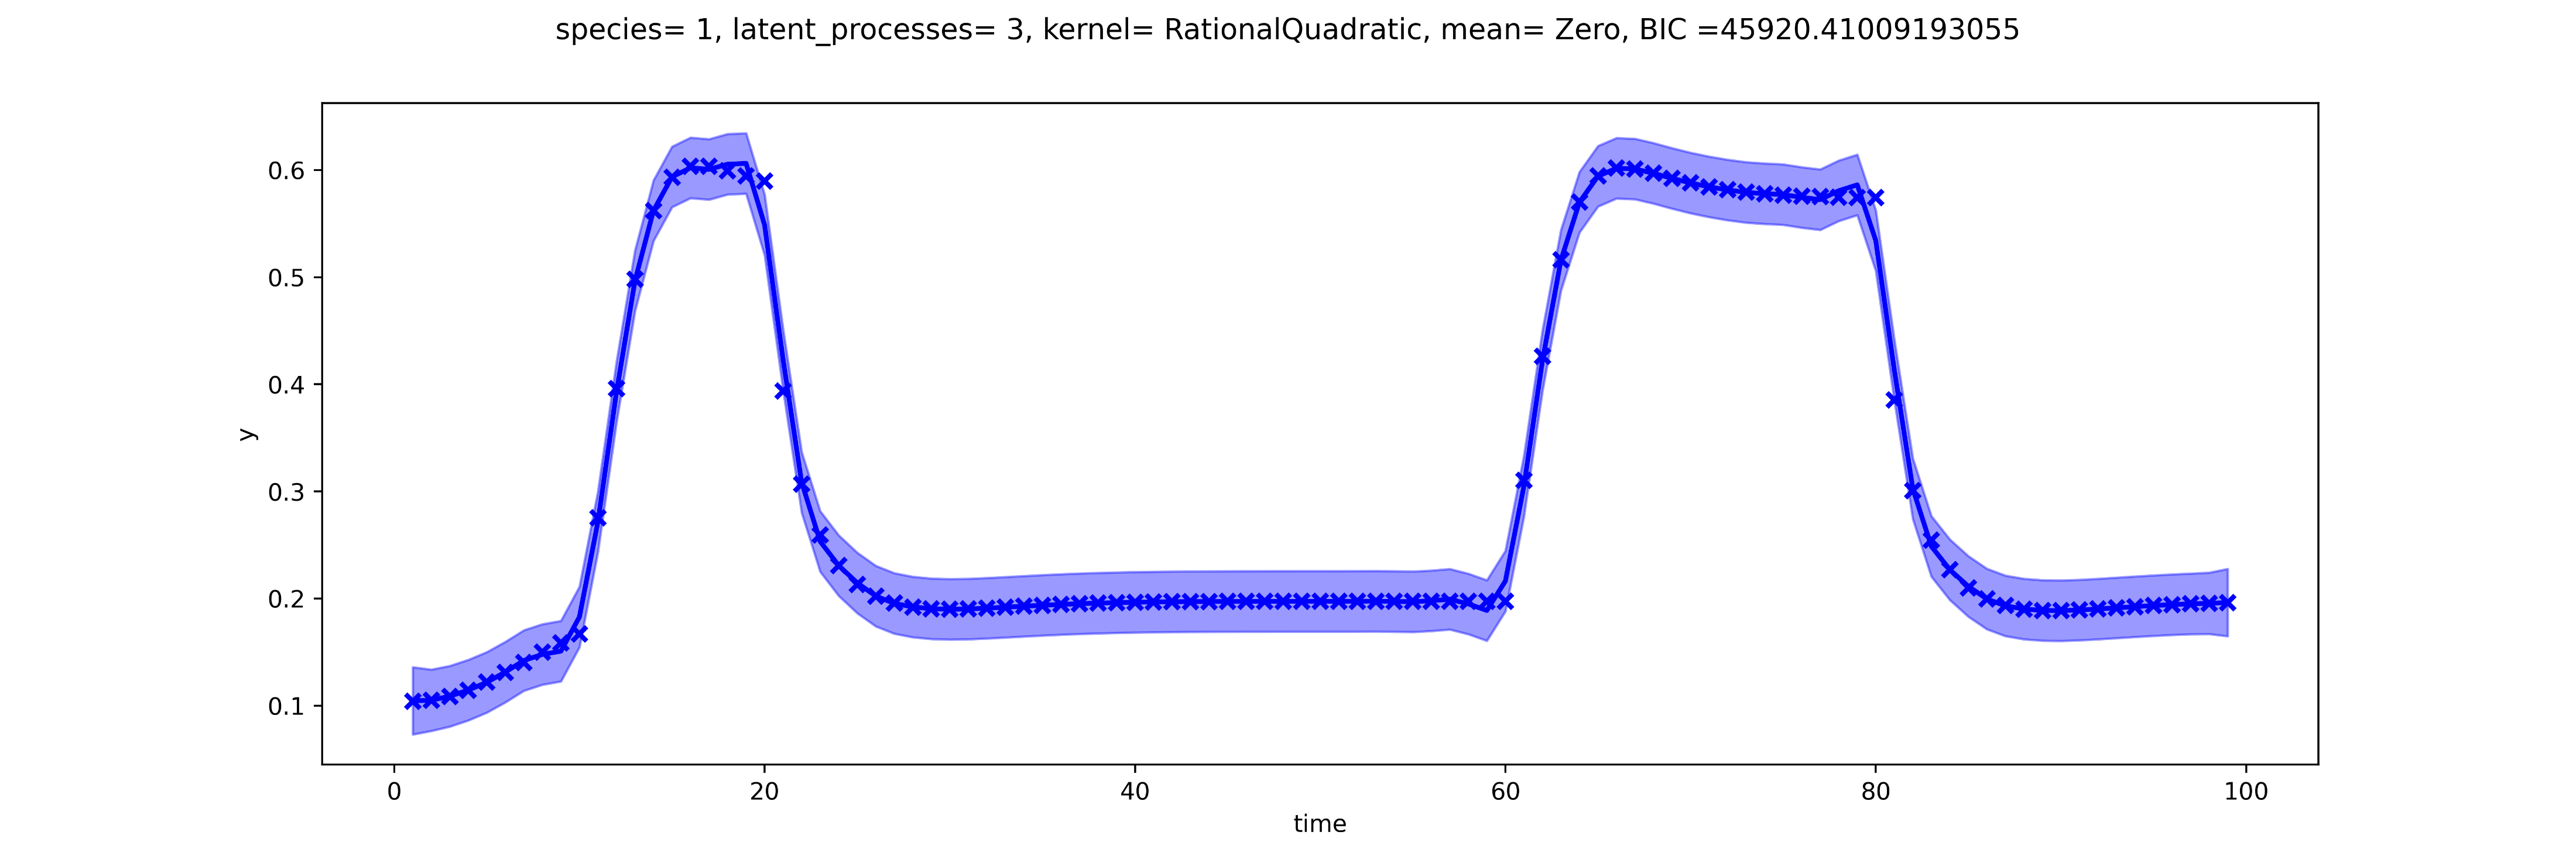 species= 1, latent_processes= 3, kernel= RationalQuadratic, mean= Zero, BIC =45920.41009193055
0.6
0.5
0.4
0.3
0.2
0.1
y
0 20 40 60 80 100
time